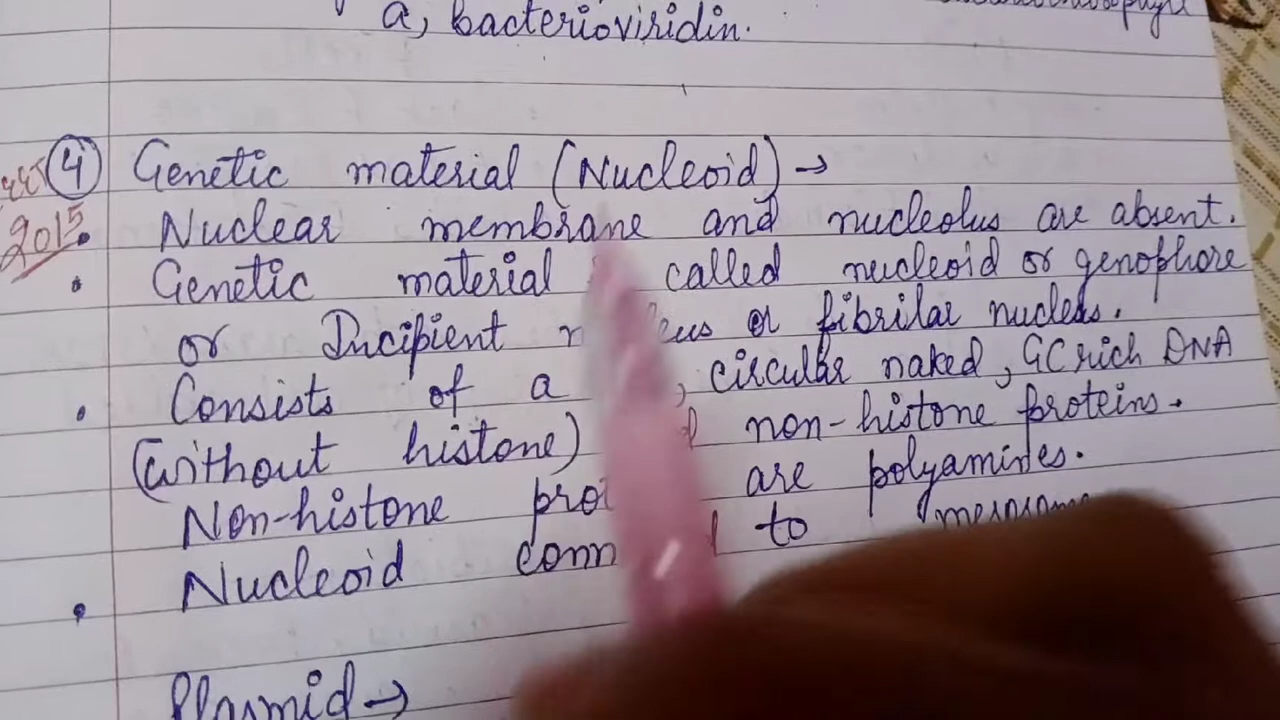 a, bacterioviridin.
④ Genetic material (Nucleoid) →
2015 • Nuclear membrane and nucleolus are absent.
• Genetic material called nucleoid or genophore
or Incipient or fibrilar nucleus.
• Consists of a , circular naked, GC rich DNA
(without histone) non-histone proteins.
Non-histone are polyamines.
• Nucleoid to
Plasmid →